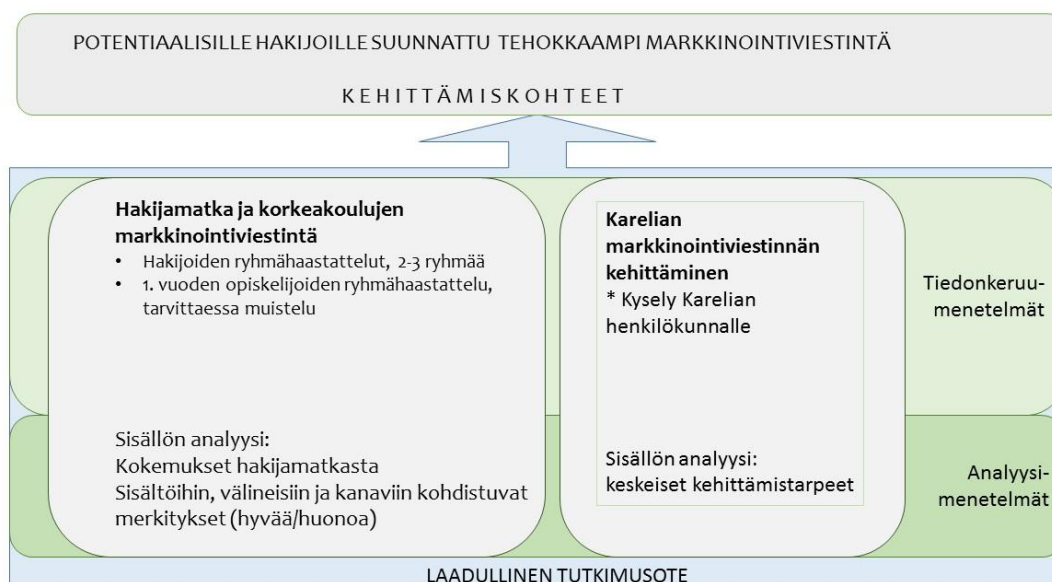 POTENTIAALISILLE HAKIJOILLE SUUNNATTU TEHOKKAAMPI MARKKINOINTIVIESTINTÄ
KEHITTÄMISKOHTEET
Hakijamatka ja korkeakoulujen
markkinointiviestintä
• Hakijoiden ryhmähaastattelut, 2-3 ryhmää
• 1. vuoden opiskelijoiden ryhmähaastattelu,
tarvittaessa muistelu
Sisällön analyysi:
Kokemukset hakijamatkasta
Sisältöihin, välineisiin ja kanaviin kohdistuvat
merkitykset (hyvää/huonoa)
Karelian
markkinointiviestinnän
kehittäminen
* Kysely Karelian
henkilökunnalle
Sisällön analyysi:
keskeiset kehittämistarpeet
Tiedonkeruu-
menetelmät
Analyysi-
menetelmät
LAADULLINEN TUTKIMUSOTE